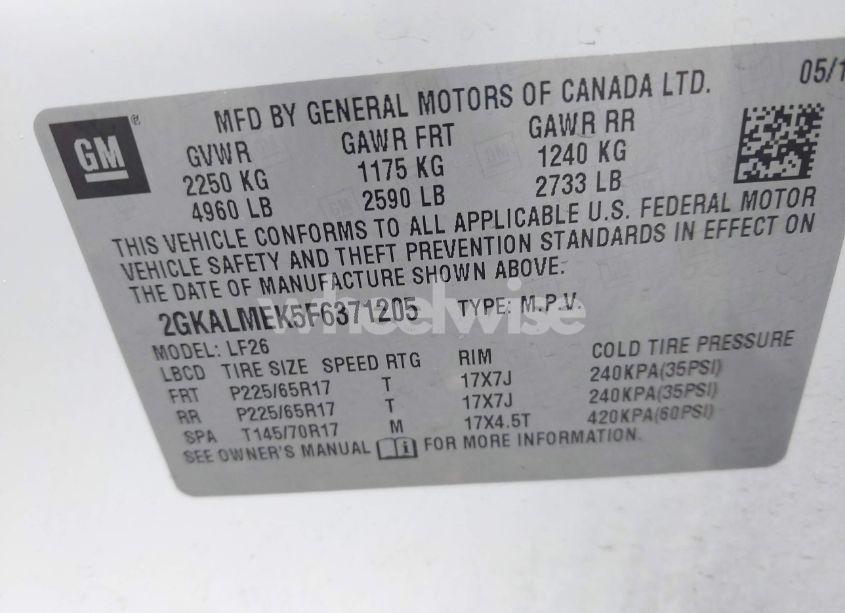 MFD BY GENERAL MOTORS OF CANADA LTD. 05/1
GM®
GVWR GAWR FRT GAWR RR
2250 KG 1175 KG 1240 KG
4960 LB 2590 LB 2733 LB
THIS VEHICLE CONFORMS TO ALL APPLICABLE U.S. FEDERAL MOTOR
VEHICLE SAFETY AND THEFT PREVENTION STANDARDS IN EFFECT ON
THE DATE OF MANUFACTURE SHOWN ABOVE.
2GKALMEK5F6371205 TYPE: M.P.V.
wheelwise
MODEL: LF26
LBCD TIRE SIZE SPEED RTG RIM COLD TIRE PRESSURE
FRT P225/65R17 T 17X7J 240KPA(35PSI)
RR P225/65R17 T 17X7J 240KPA(35PSI)
SPA T145/70R17 M 17X4.5T 420KPA(60PSI)
SEE OWNER'S MANUAL FOR MORE INFORMATION.